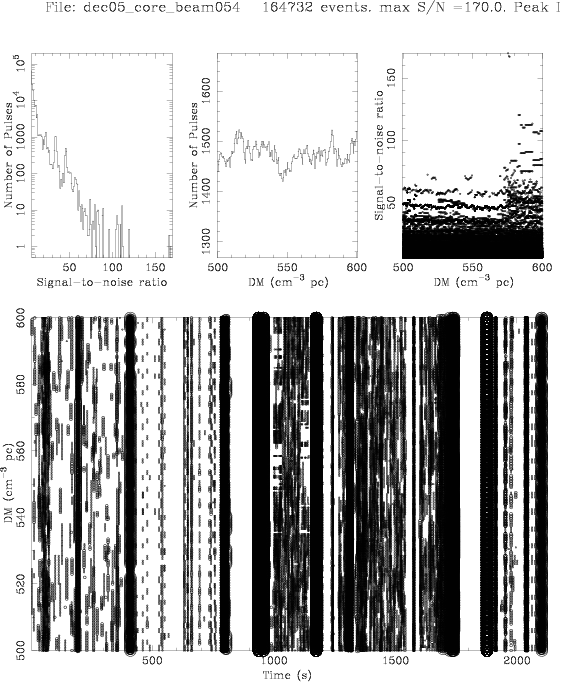 File: dec05_core_beam054 164732 events. max S/N =170.0. Peak I
Number of Pulses
1 10 100 1000 10⁴ 10⁵
50 100 150
Signal-to-noise ratio
Number of Pulses
1300 1400 1500 1600
500 550 600
DM (cm⁻³ pc)
Signal-to-noise ratio
50 100 150
500 550 600
DM (cm⁻³ pc)
DM (cm⁻³ pc)
500 520 540 560 580 600
500 1000 1500 2000
Time (s)